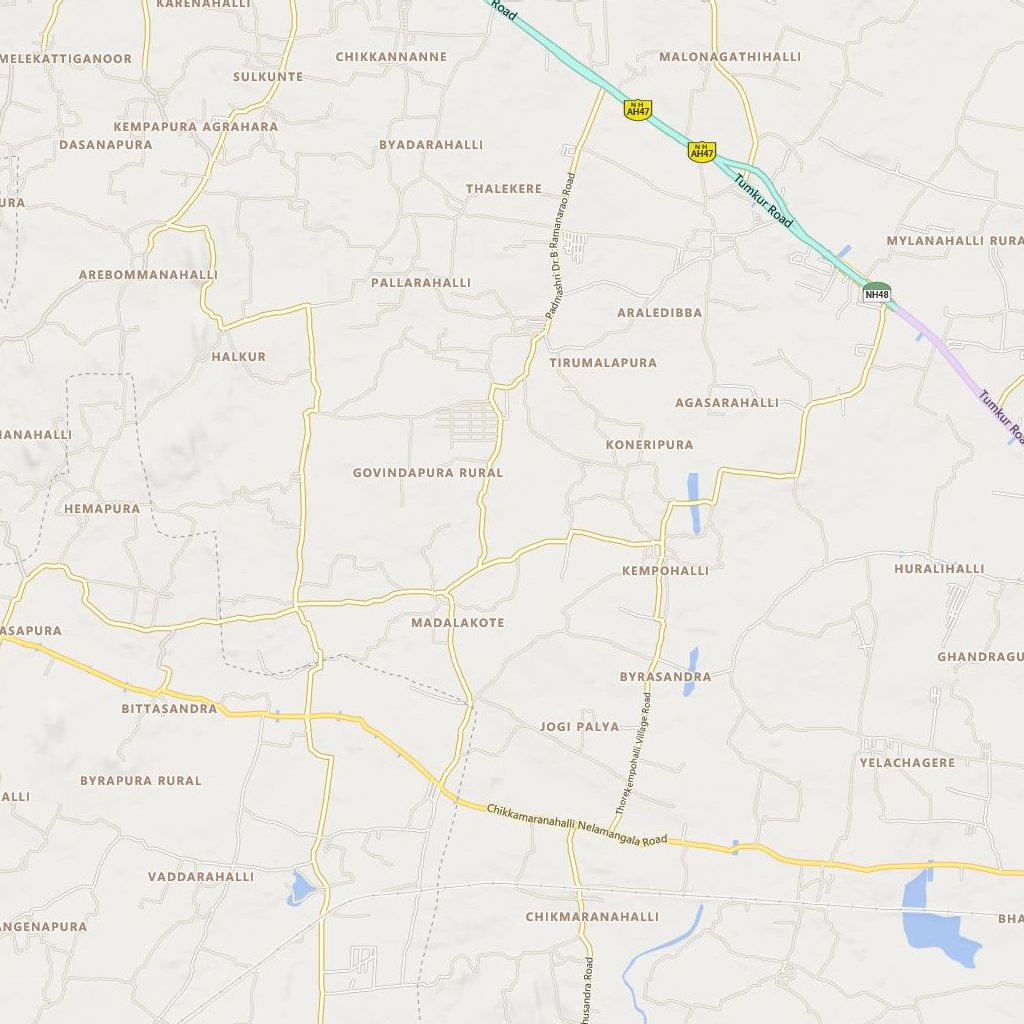 KARENAHALLI
Road
MELEKATTIGANOOR
CHIKKANNANNE
MALONAGATHIHALLI
SULKUNTE
NH
AH47
KEMPAPURA AGRAHARA
DASANAPURA
BYADARAHALLI
NH
AH47
THALEKERE
Tumkur Road
URA
Padmashri Dr B Ramanarao Road
MYLANAHALLI RURA
AREBOMMANAHALLI
PALLARAHALLI
NH48
ARALEDIBBA
HALKUR
TIRUMALAPURA
AGASARAHALLI
Tumkur Roa
ANAHALLI
KONERIPURA
GOVINDAPURA RURAL
HEMAPURA
KEMPOHALLI
HURALIHALLI
ASAPURA
MADALAKOTE
GHANDRAGU
BYRASANDRA
BITTASANDRA
JOGI PALYA
Thorekempohalli Village Road
YELACHAGERE
BYRAPURA RURAL
ALLI
Chikkamaranahalli Nelamangala Road
VADDARAHALLI
CHIKMARANAHALLI
BHA
ANGENAPURA
husandra Road